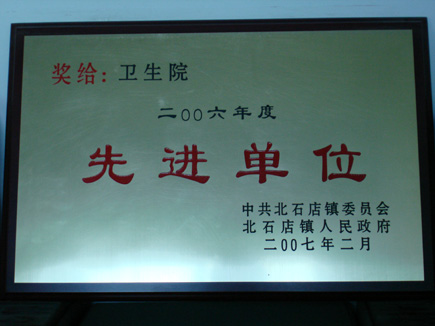 奖给：卫生院
二00六年度
先进单位
中共北石店镇委员会
北石店镇人民政府
二00七年二月